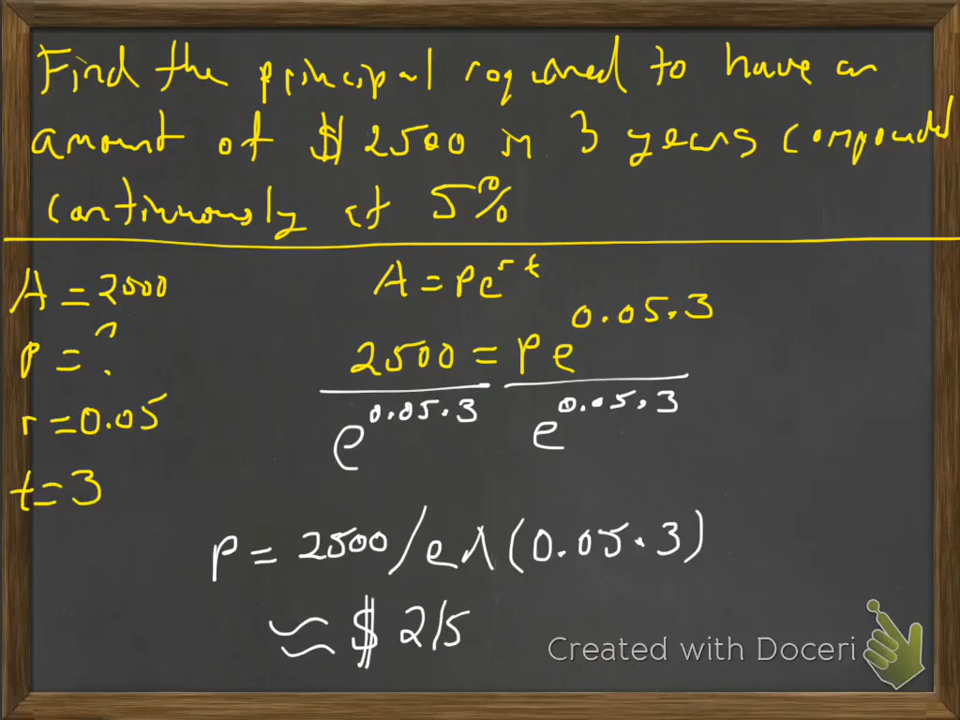 Find the principal required to have an
amount of $2500 in 3 years compounded
continuously at 5%
A = 2500
P = ?
r = 0.05
t = 3
A = Pe^rt
2500 = Pe^0.05·3
e^0.05·3 e^0.05·3
P = 2500/e^(0.05·3)
≈ $215
Created with Doceri